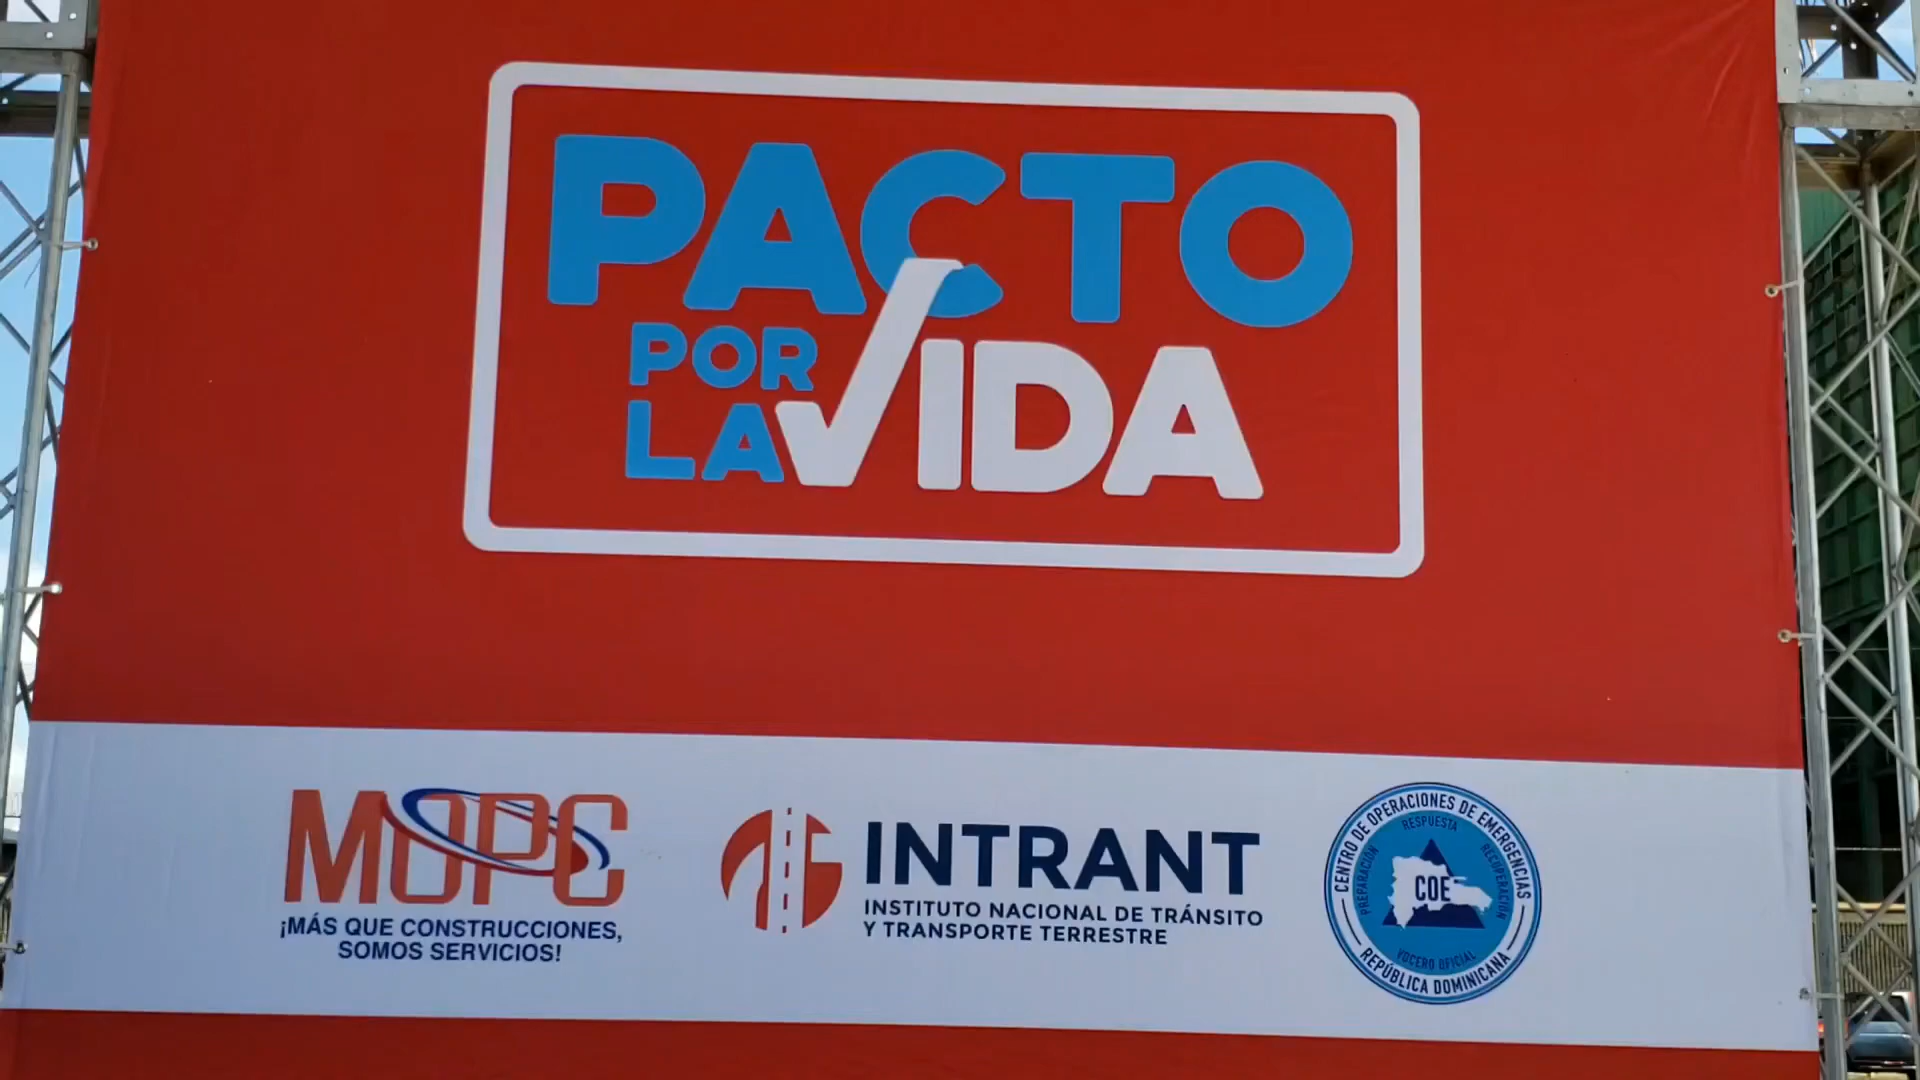 PACTO
POR
LA VIDA
MOPC
¡MÁS QUE CONSTRUCCIONES,
SOMOS SERVICIOS!
INTRANT
INSTITUTO NACIONAL DE TRÁNSITO
Y TRANSPORTE TERRESTRE
CENTRO DE OPERACIONES DE EMERGENCIAS
RESPUESTA
PREPARACIÓN
RECUPERACIÓN
COE
VOCERO OFICIAL
REPÚBLICA DOMINICANA